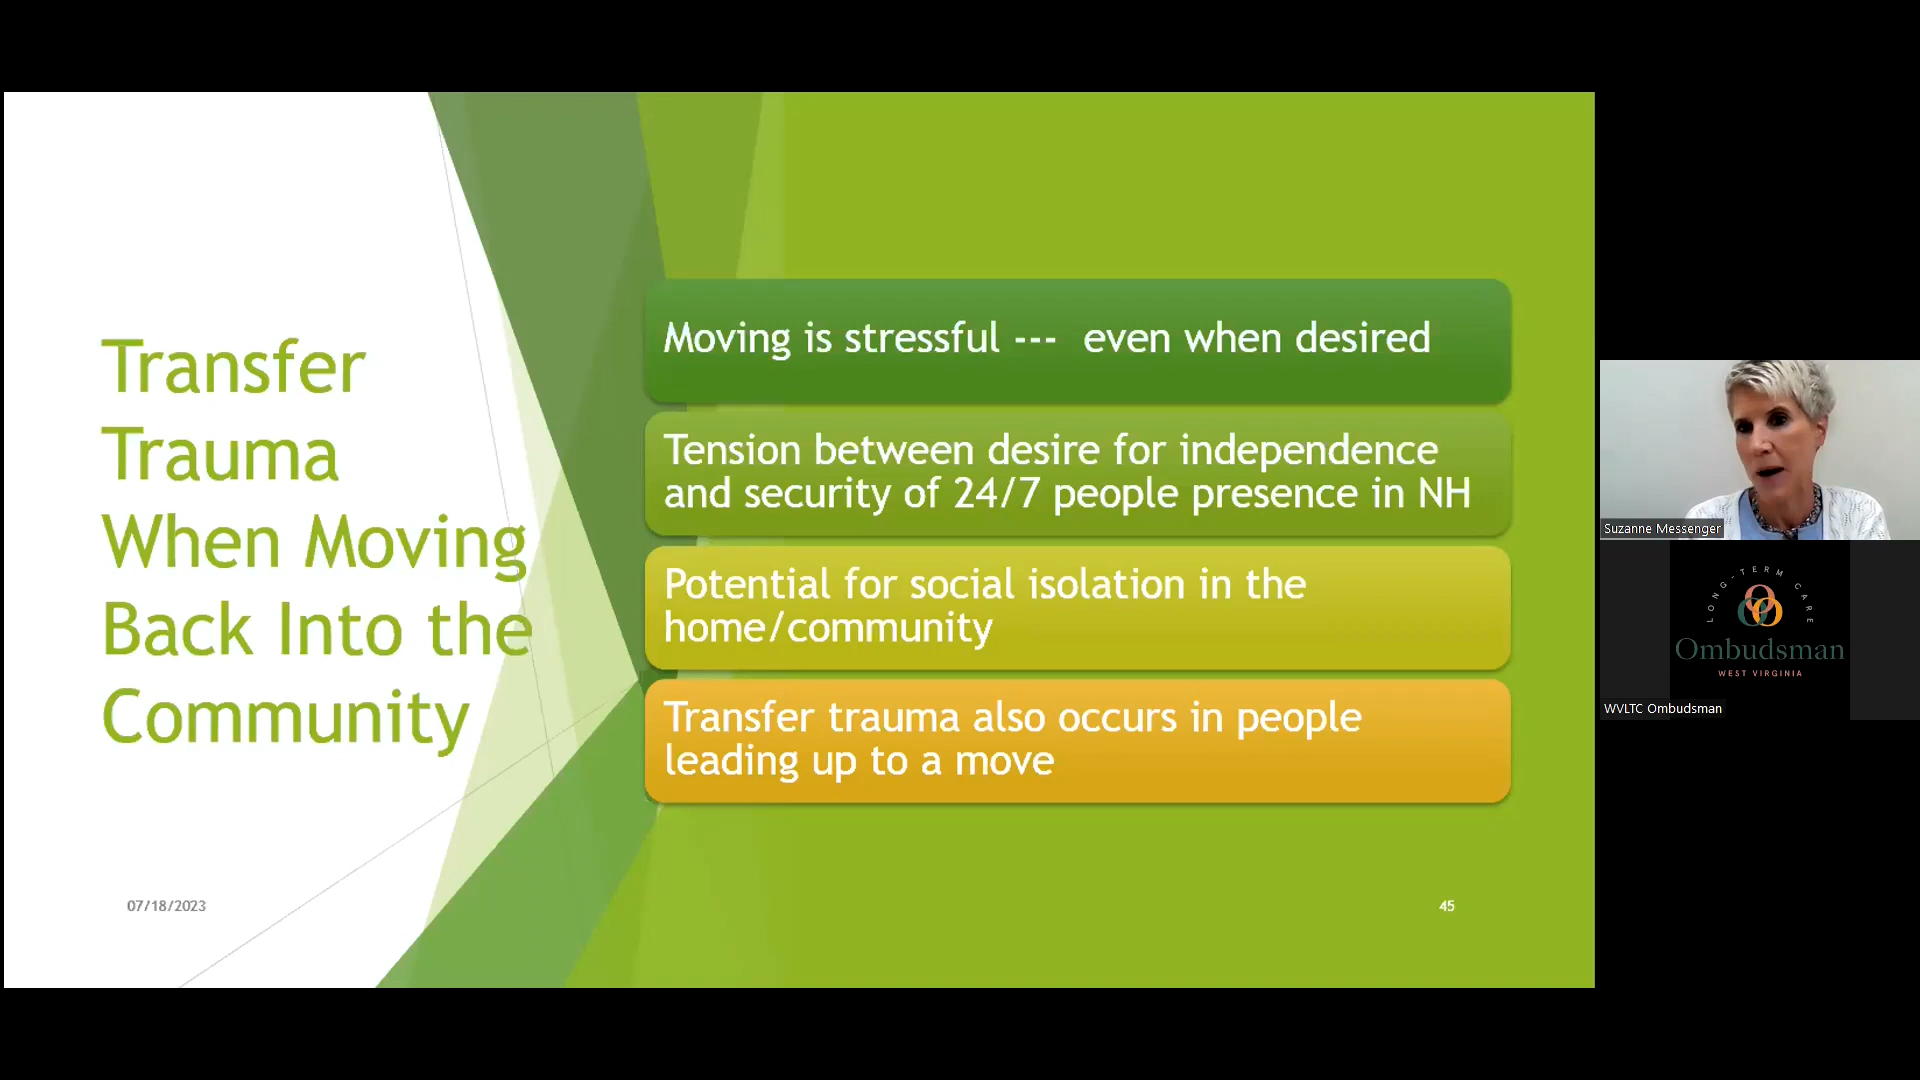 Transfer
Trauma
When Moving
Back Into the
Community
Moving is stressful ---  even when desired
Tension between desire for independence
and security of 24/7 people presence in NH
Potential for social isolation in the
home/community
Transfer trauma also occurs in people
leading up to a move
07/18/2023
45
Suzanne Messenger
LONG-TERM CARE
Ombudsman
WEST VIRGINIA
WVLTC Ombudsman